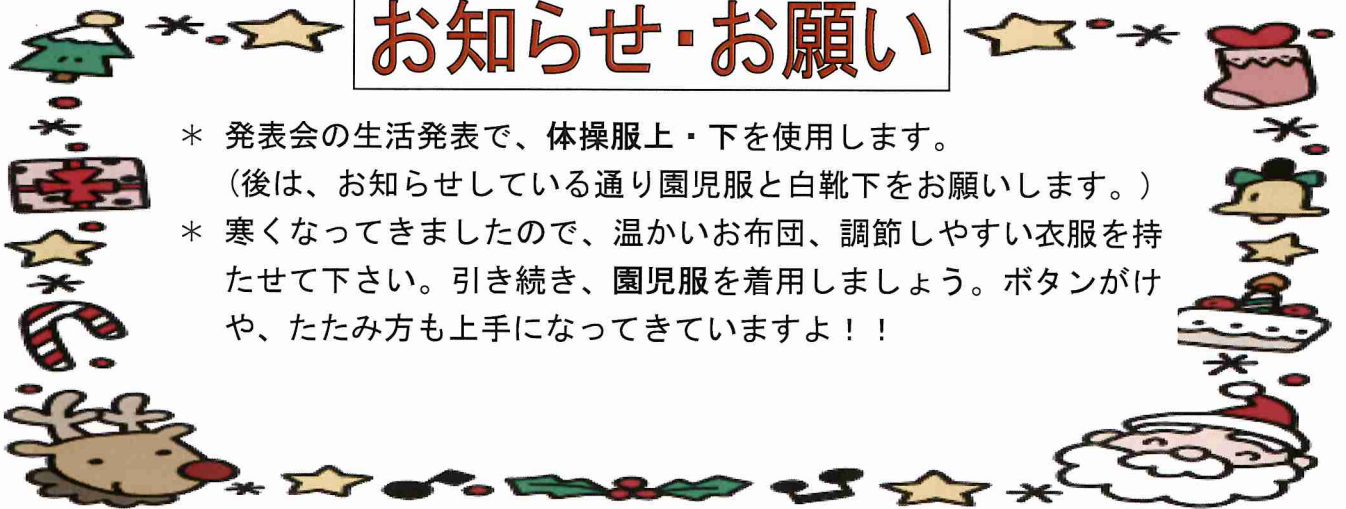 お知らせ・お願い
＊ 発表会の生活発表で、体操服上・下を使用します。
（後は、お知らせしている通り園児服と白靴下をお願いします。）
＊ 寒くなってきましたので、温かいお布団、調節しやすい衣服を持
たせて下さい。引き続き、園児服を着用しましょう。ボタンがけ
や、たたみ方も上手になってきていますよ！！